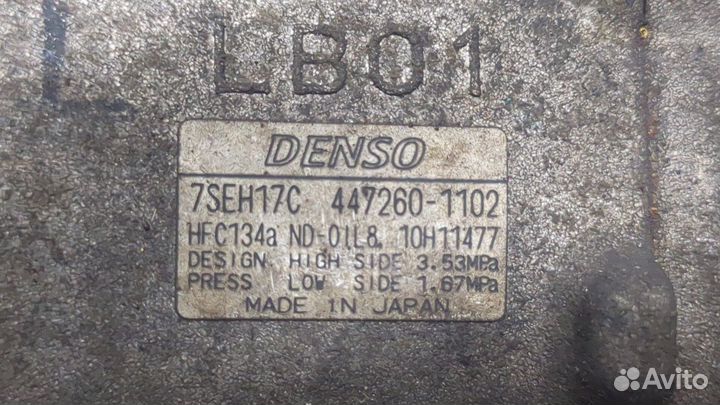 LB01
DENSO
7SEH17C 447260-1102
HFC134a ND-OIL8. 10H11477
DESIGN. HIGH SIDE 3.53MPa
PRESS LOW SIDE 1.67MPa
MADE IN JAPAN
Avito